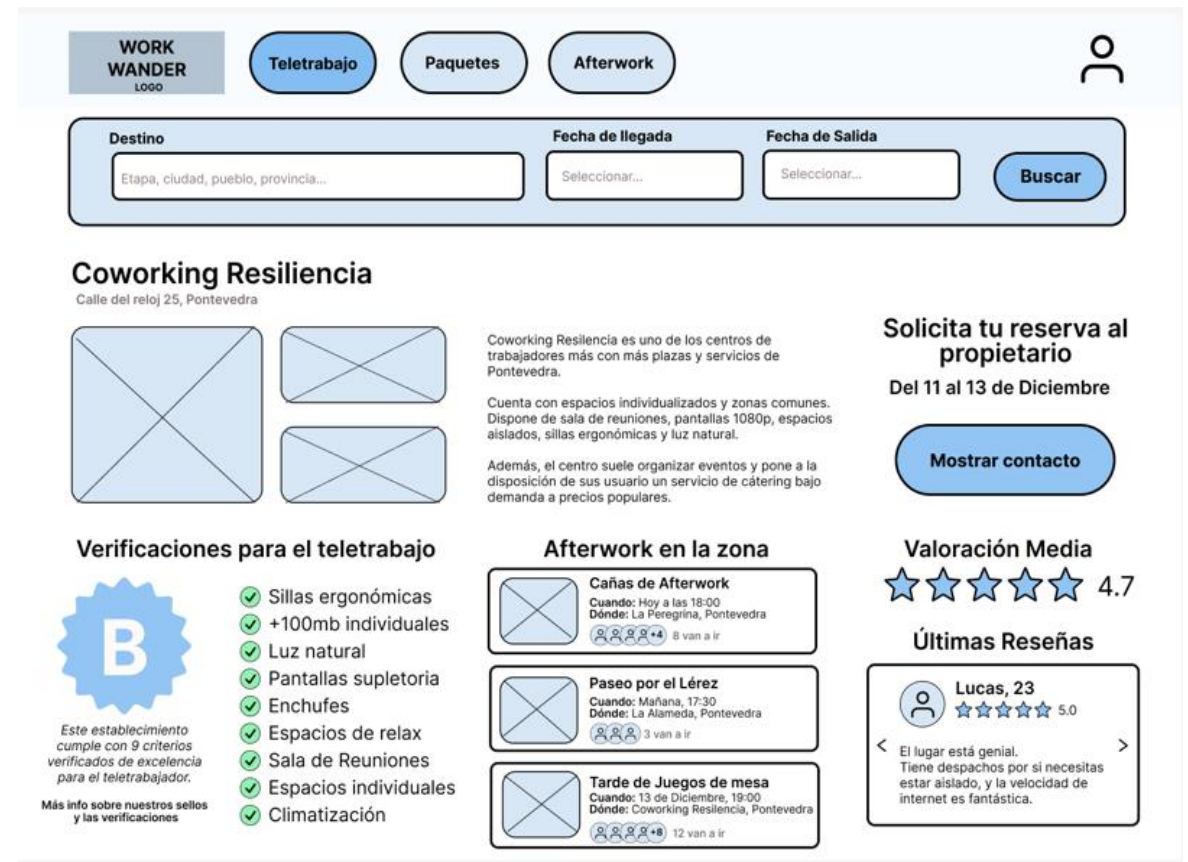 WORK
WANDER
LOGO
Teletrabajo
Paquetes
Afterwork
Destino
Etapa, ciudad, pueblo, provincia...
Fecha de llegada
Seleccionar...
Fecha de Salida
Seleccionar...
Buscar
Coworking Resiliencia
Calle del reloj 25, Pontevedra
Coworking Resilencia es uno de los centros de
trabajadores más con más plazas y servicios de
Pontevedra.
Cuenta con espacios individualizados y zonas comunes.
Dispone de sala de reuniones, pantallas 1080p, espacios
aislados, sillas ergonómicas y luz natural.
Además, el centro suele organizar eventos y pone a la
disposición de sus usuario un servicio de cátering bajo
demanda a precios populares.
Solicita tu reserva al
propietario
Del 11 al 13 de Diciembre
Mostrar contacto
Verificaciones para el teletrabajo
B
Este establecimiento
cumple con 9 criterios
verificados de excelencia
para el teletrabajador.
Más info sobre nuestros sellos
y las verificaciones
Sillas ergonómicas
+100mb individuales
Luz natural
Pantallas supletoria
Enchufes
Espacios de relax
Sala de Reuniones
Espacios individuales
Climatización
Afterwork en la zona
Cañas de Afterwork
Cuando: Hoy a las 18:00
Dónde: La Peregrina, Pontevedra
+4 8 van a ir
Paseo por el Lérez
Cuando: Mañana, 17:30
Dónde: La Alameda, Pontevedra
3 van a ir
Tarde de Juegos de mesa
Cuando: 13 de Diciembre, 19:00
Dónde: Coworking Resilencia, Pontevedra
+8 12 van a ir
Valoración Media
4.7
Últimas Reseñas
Lucas, 23
5.0
< >
El lugar está genial.
Tiene despachos por si necesitas
estar aislado, y la velocidad de
internet es fantástica.